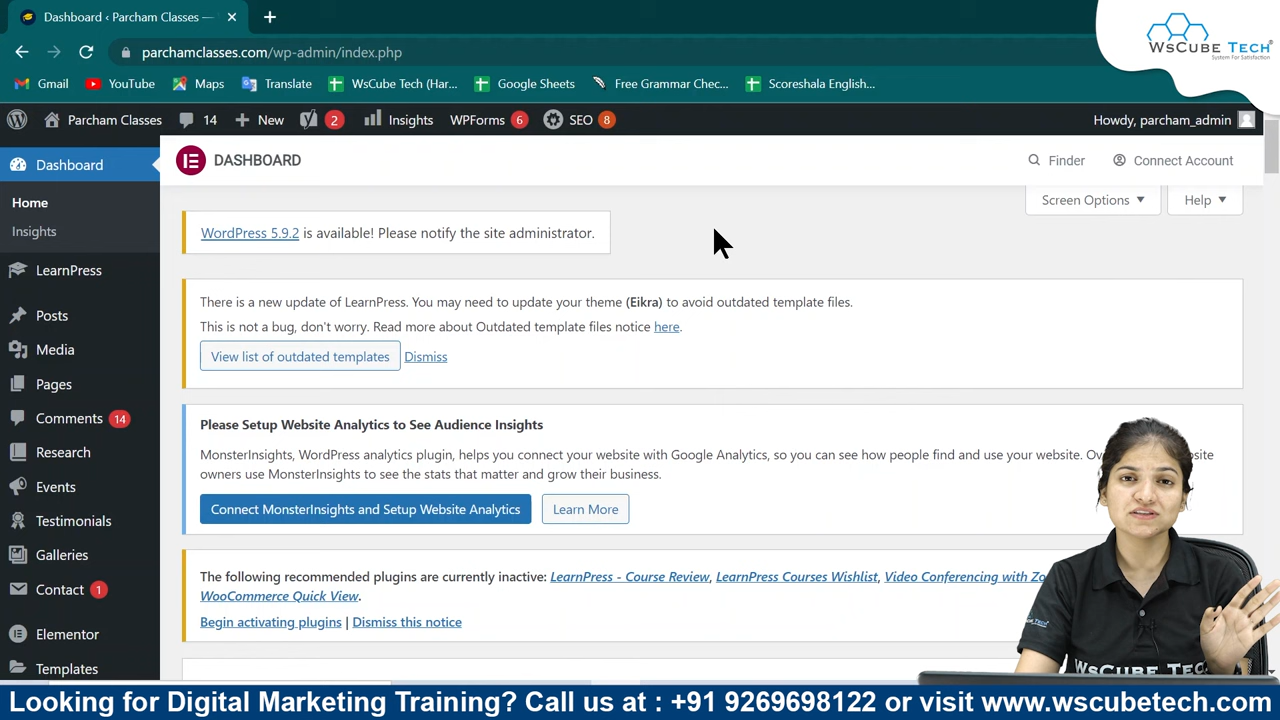 Dashboard ‹ Parcham Classes —
parchamclasses.com/wp-admin/index.php
WsCube Tech®
System For Satisfaction
Gmail YouTube Maps Translate WsCube Tech (Har... Google Sheets Free Grammar Chec... Scoreshala English...
Parcham Classes 14 New 2 Insights WPForms 6 SEO 8 Howdy, parcham_admin
Dashboard
Home
Insights
LearnPress
Posts
Media
Pages
Comments 14
Research
Events
Testimonials
Galleries
Contact 1
Elementor
Templates
DASHBOARD Finder Connect Account
Screen Options Help
WordPress 5.9.2 is available! Please notify the site administrator.
There is a new update of LearnPress. You may need to update your theme (Eikra) to avoid outdated template files.
This is not a bug, don't worry. Read more about Outdated template files notice here.
View list of outdated templates Dismiss
Please Setup Website Analytics to See Audience Insights
MonsterInsights, WordPress analytics plugin, helps you connect your website with Google Analytics, so you can see how people find and use your website.
owners use MonsterInsights to see the stats that matter and grow their business.
Connect MonsterInsights and Setup Website Analytics Learn More
The following recommended plugins are currently inactive: LearnPress - Course Review, LearnPress Courses Wishlist, Video Conferencing with
WooCommerce Quick View.
Begin activating plugins | Dismiss this notice
WsCube Tech
Looking for Digital Marketing Training? Call us at : +91 9269698122 or visit www.wscubetech.com